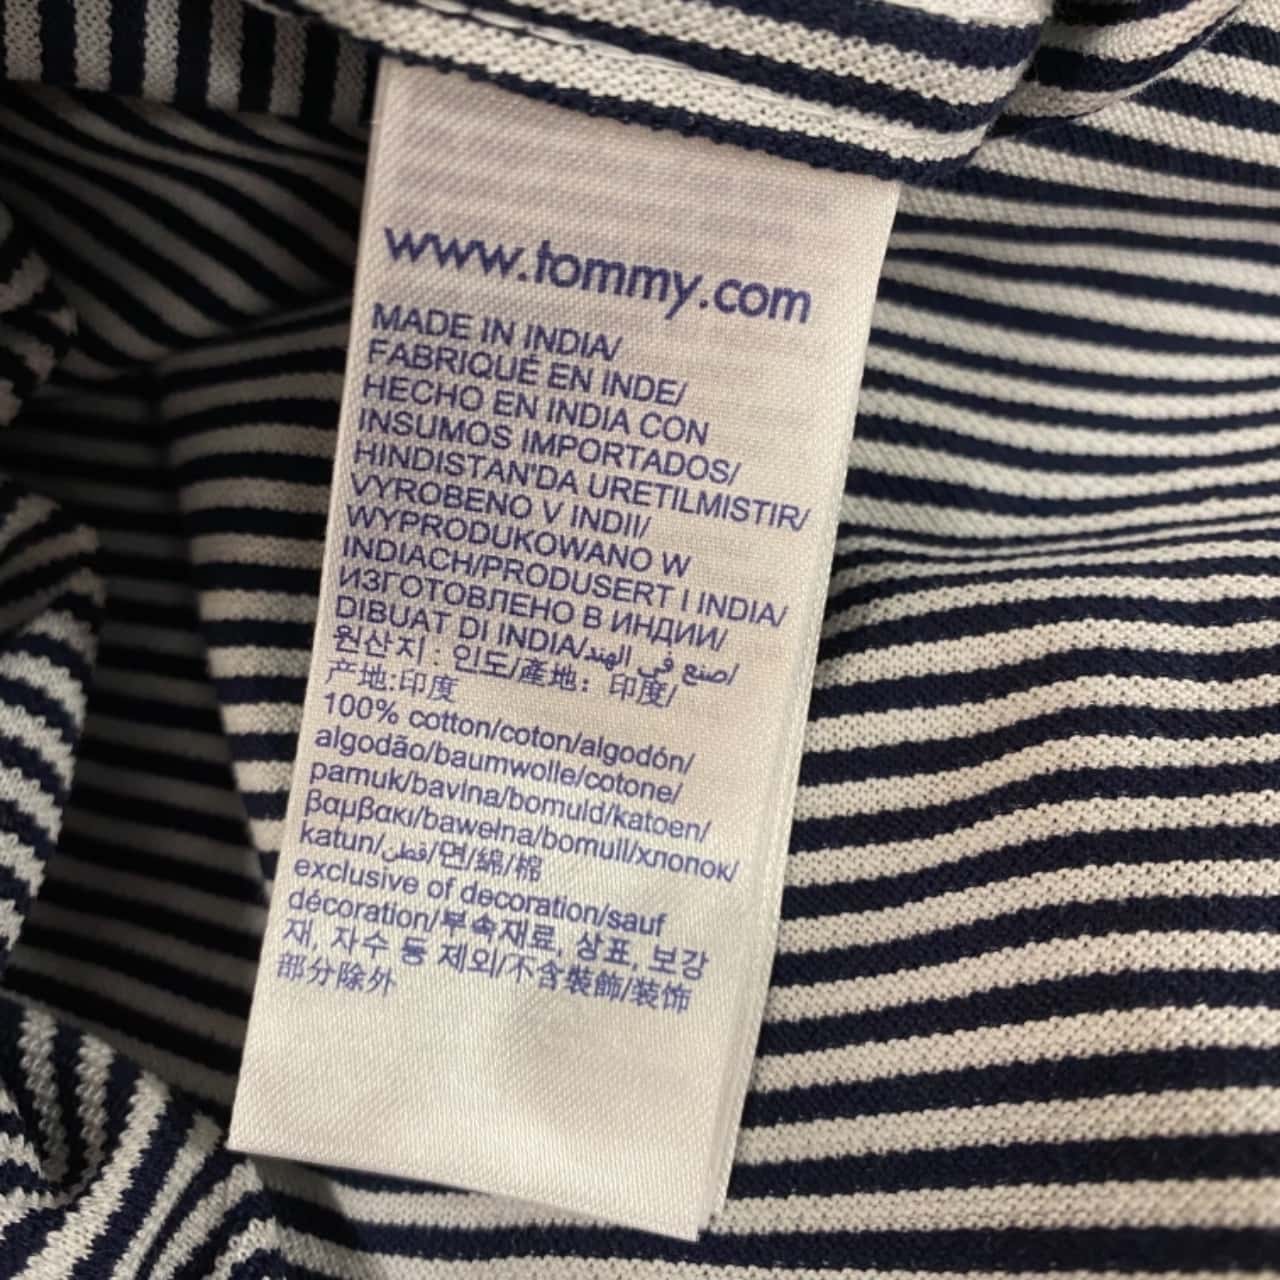 www.tommy.com
MADE IN INDIA/
FABRIQUÉ EN INDE/
HECHO EN INDIA CON
INSUMOS IMPORTADOS/
HINDISTAN'DA URETILMISTIR/
VYROBENO V INDII/
WYPRODUKOWANO W
INDIACH/PRODUSERT I INDIA/
ИЗГОТОВЛЕНО В ИНДИИ/
DIBUAT DI INDIA/صنع في الهند/
원산지 : 인도/產地：印度/
产地:印度
100% cotton/coton/algodón/
algodão/baumwolle/cotone/
pamuk/bavlna/bomuld/katoen/
βαμβακι/bawełna/bomull/хлопок/
katun/قطن/면/綿/棉
exclusive of decoration/sauf
décoration/부속재료, 상표, 보강
재, 자수 등 제외/不含裝飾/装饰
部分除外